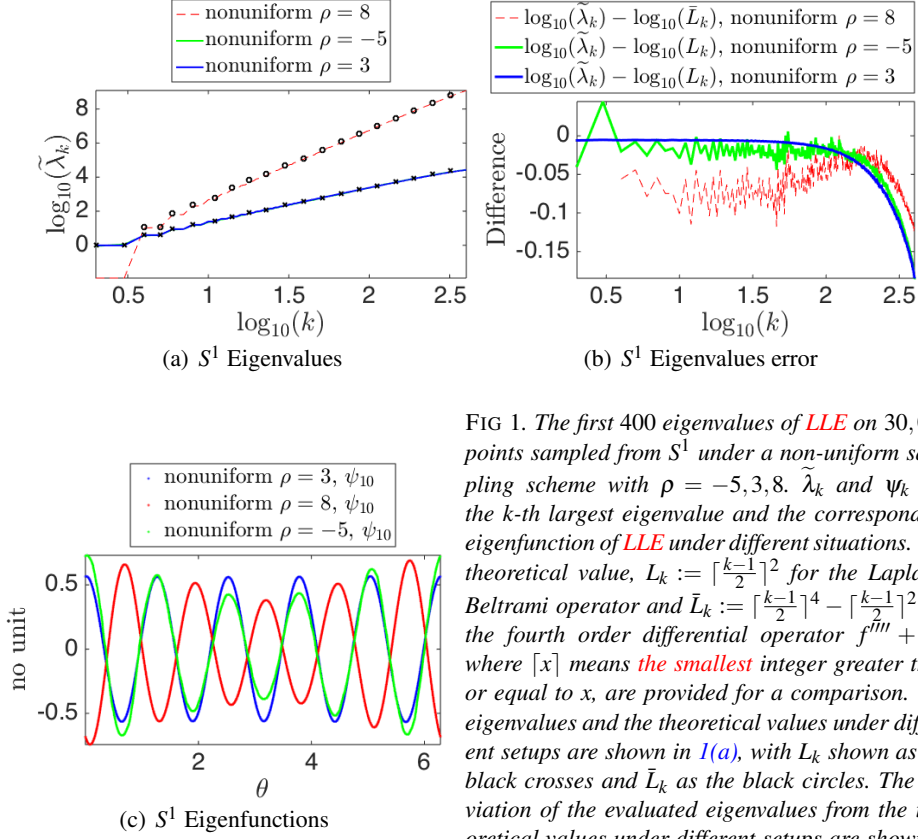 nonuniform ρ = 8
nonuniform ρ = −5
nonuniform ρ = 3
log₁₀(λ̃ₖ)
8
6
4
2
0
0.5
1
1.5
2
2.5
log₁₀(k)
(a) S¹ Eigenvalues
log₁₀(λ̃ₖ) − log₁₀(L̄ₖ), nonuniform ρ = 8
log₁₀(λ̃ₖ) − log₁₀(Lₖ), nonuniform ρ = −5
log₁₀(λ̃ₖ) − log₁₀(Lₖ), nonuniform ρ = 3
Difference
0
-0.05
-0.1
-0.15
0.5
1
1.5
2
2.5
log₁₀(k)
(b) S¹ Eigenvalues error
nonuniform ρ = 3, ψ₁₀
nonuniform ρ = 8, ψ₁₀
nonuniform ρ = −5, ψ₁₀
no unit
0.5
0
-0.5
0
2
4
6
θ
(c) S¹ Eigenfunctions
FIG 1. The first 400 eigenvalues of LLE on 30,
points sampled from S¹ under a non-uniform
pling scheme with ρ = −5,3,8. λ̃ₖ and ψₖ
the k-th largest eigenvalue and the
eigenfunction of LLE under different situations.
theoretical value, Lₖ := ⌈(k−1)/2⌉² for the
Beltrami operator and L̄ₖ := ⌈(k−1)/2⌉⁴ − ⌈(k−1)/2⌉²
the fourth order differential operator f'''' +
where ⌈x⌉ means the smallest integer greater
or equal to x, are provided for a comparison.
eigenvalues and the theoretical values under
ent setups are shown in 1(a), with Lₖ shown as
black crosses and L̄ₖ as the black circles. The
viation of the evaluated eigenvalues from the
oretical values under different setups are